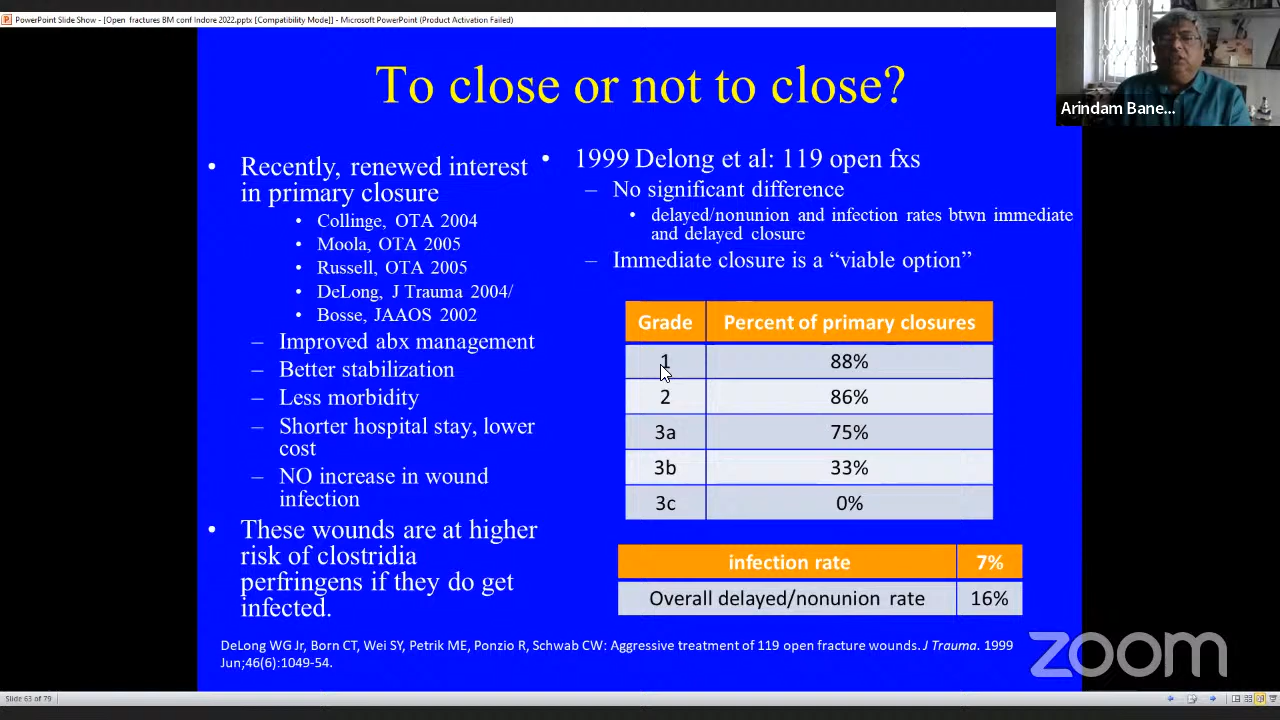 PowerPoint Slide Show - [Open fractures BM conf Indore 2022.pptx [Compatibility Mode]] - Microsoft PowerPoint (Product Activation Failed)
To close or not to close?
Arindam Bane...
• Recently, renewed interest
in primary closure
• Collinge, OTA 2004
• Moola, OTA 2005
• Russell, OTA 2005
• DeLong, J Trauma 2004/
• Bosse, JAAOS 2002
– Improved abx management
– Better stabilization
– Less morbidity
– Shorter hospital stay, lower
cost
– NO increase in wound
infection
• These wounds are at higher
risk of clostridia
perfringens if they do get
infected.
• 1999 Delong et al: 119 open fxs
– No significant difference
• delayed/nonunion and infection rates btwn immediate
and delayed closure
– Immediate closure is a “viable option”
Grade Percent of primary closures
1 88%
2 86%
3a 75%
3b 33%
3c 0%
infection rate 7%
Overall delayed/nonunion rate 16%
DeLong WG Jr, Born CT, Wei SY, Petrik ME, Ponzio R, Schwab CW: Aggressive treatment of 119 open fracture wounds. J Trauma. 1999
Jun;46(6):1049-54.
zoom
Slide 63 of 79